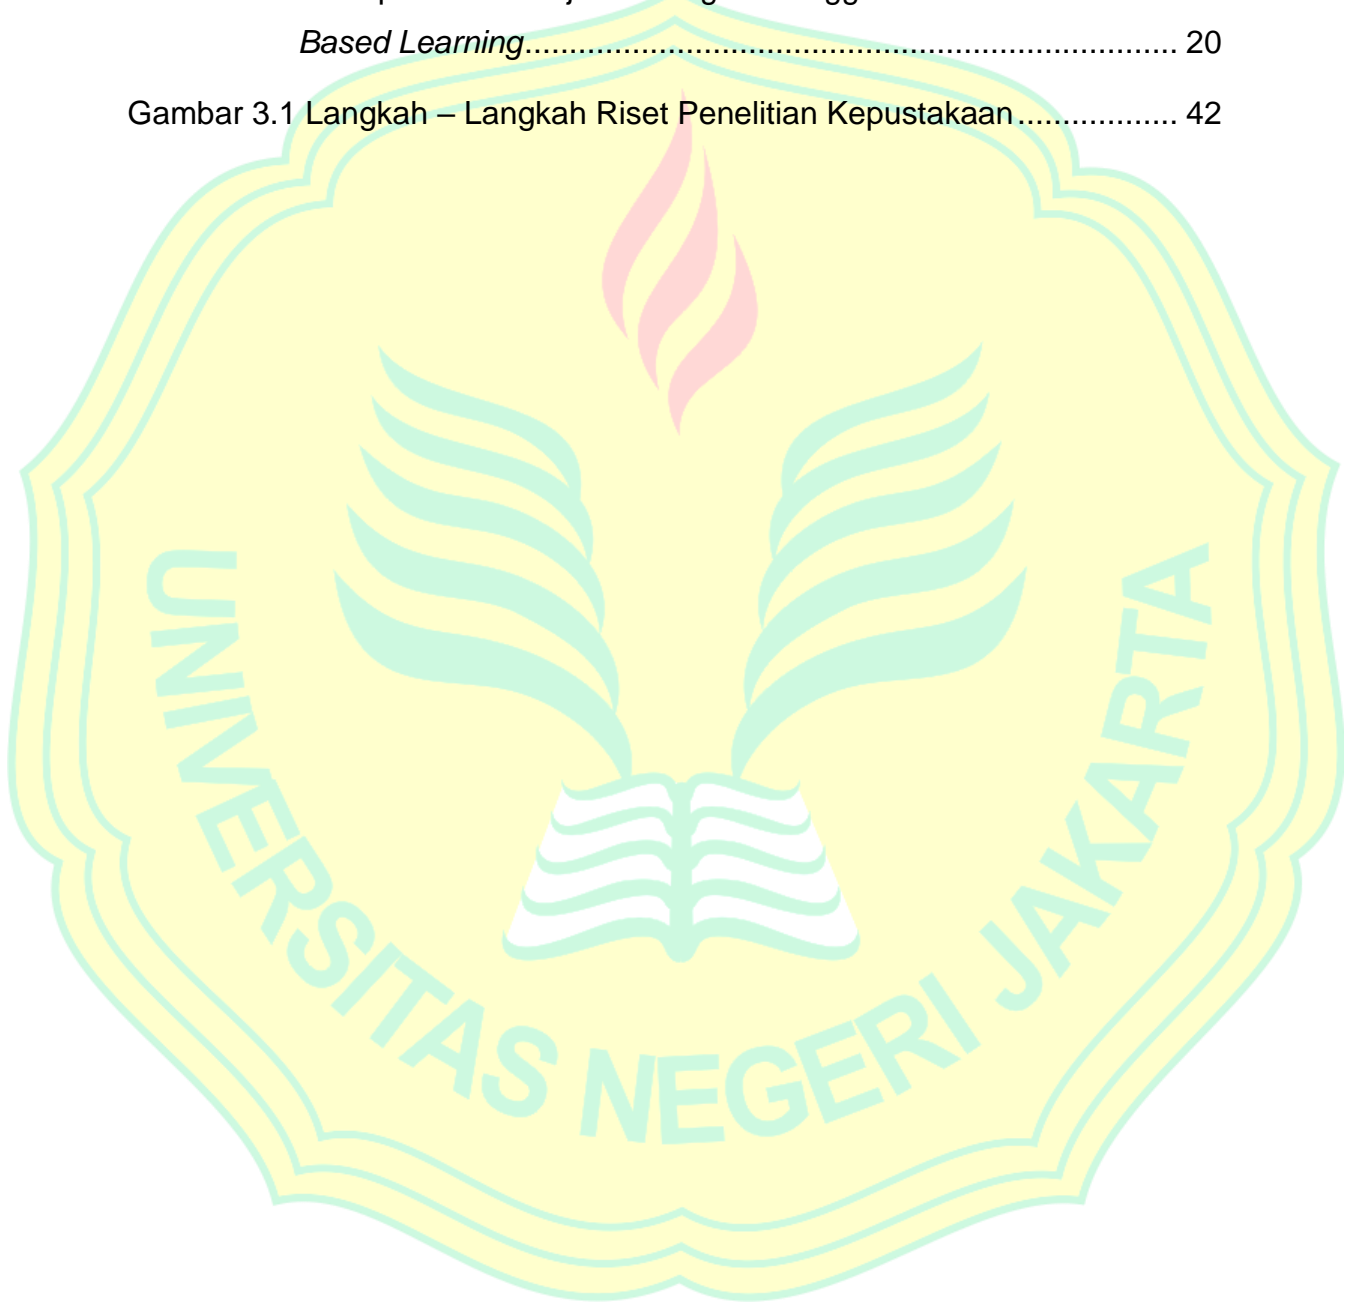 Based Learning.......................................................................... 20
Gambar 3.1 Langkah – Langkah Riset Penelitian Kepustakaan.................. 42
UNIVERSITAS NEGERI JAKARTA